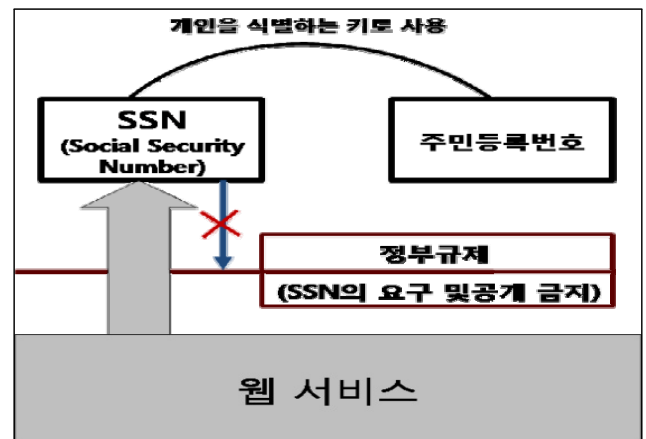 개인을 식별하는 키로 사용
SSN
(Social Security
Number)
주민등록번호
정부규제
(SSN의 요구 및공개 금지)
웹 서비스